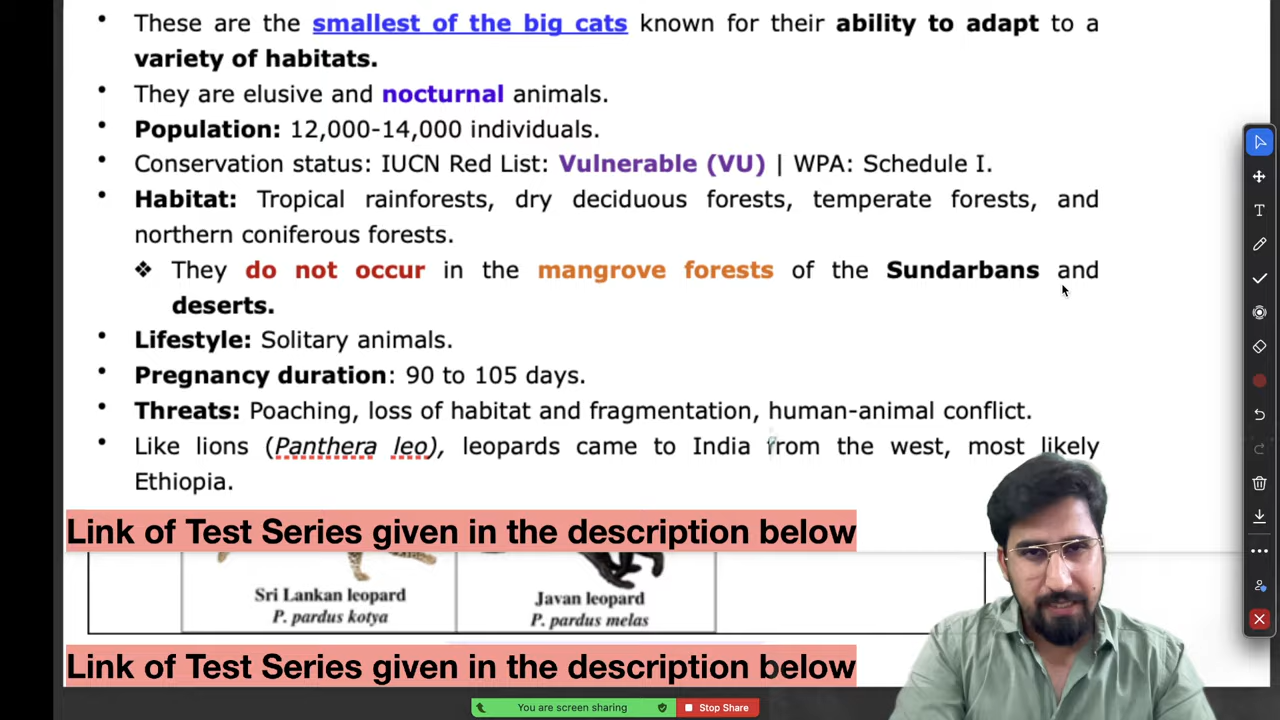 • These are the smallest of the big cats known for their ability to adapt to a
variety of habitats.
• They are elusive and nocturnal animals.
• Population: 12,000-14,000 individuals.
• Conservation status: IUCN Red List: Vulnerable (VU) | WPA: Schedule I.
• Habitat: Tropical rainforests, dry deciduous forests, temperate forests, and
northern coniferous forests.
❖ They do not occur in the mangrove forests of the Sundarbans and
deserts.
• Lifestyle: Solitary animals.
• Pregnancy duration: 90 to 105 days.
• Threats: Poaching, loss of habitat and fragmentation, human-animal conflict.
• Like lions (Panthera leo), leopards came to India from the west, most likely
Ethiopia.
Link of Test Series given in the description below
Sri Lankan leopard
P. pardus kotya
Javan leopard
P. pardus melas
Link of Test Series given in the description below
You are screen sharing
Stop Share
T